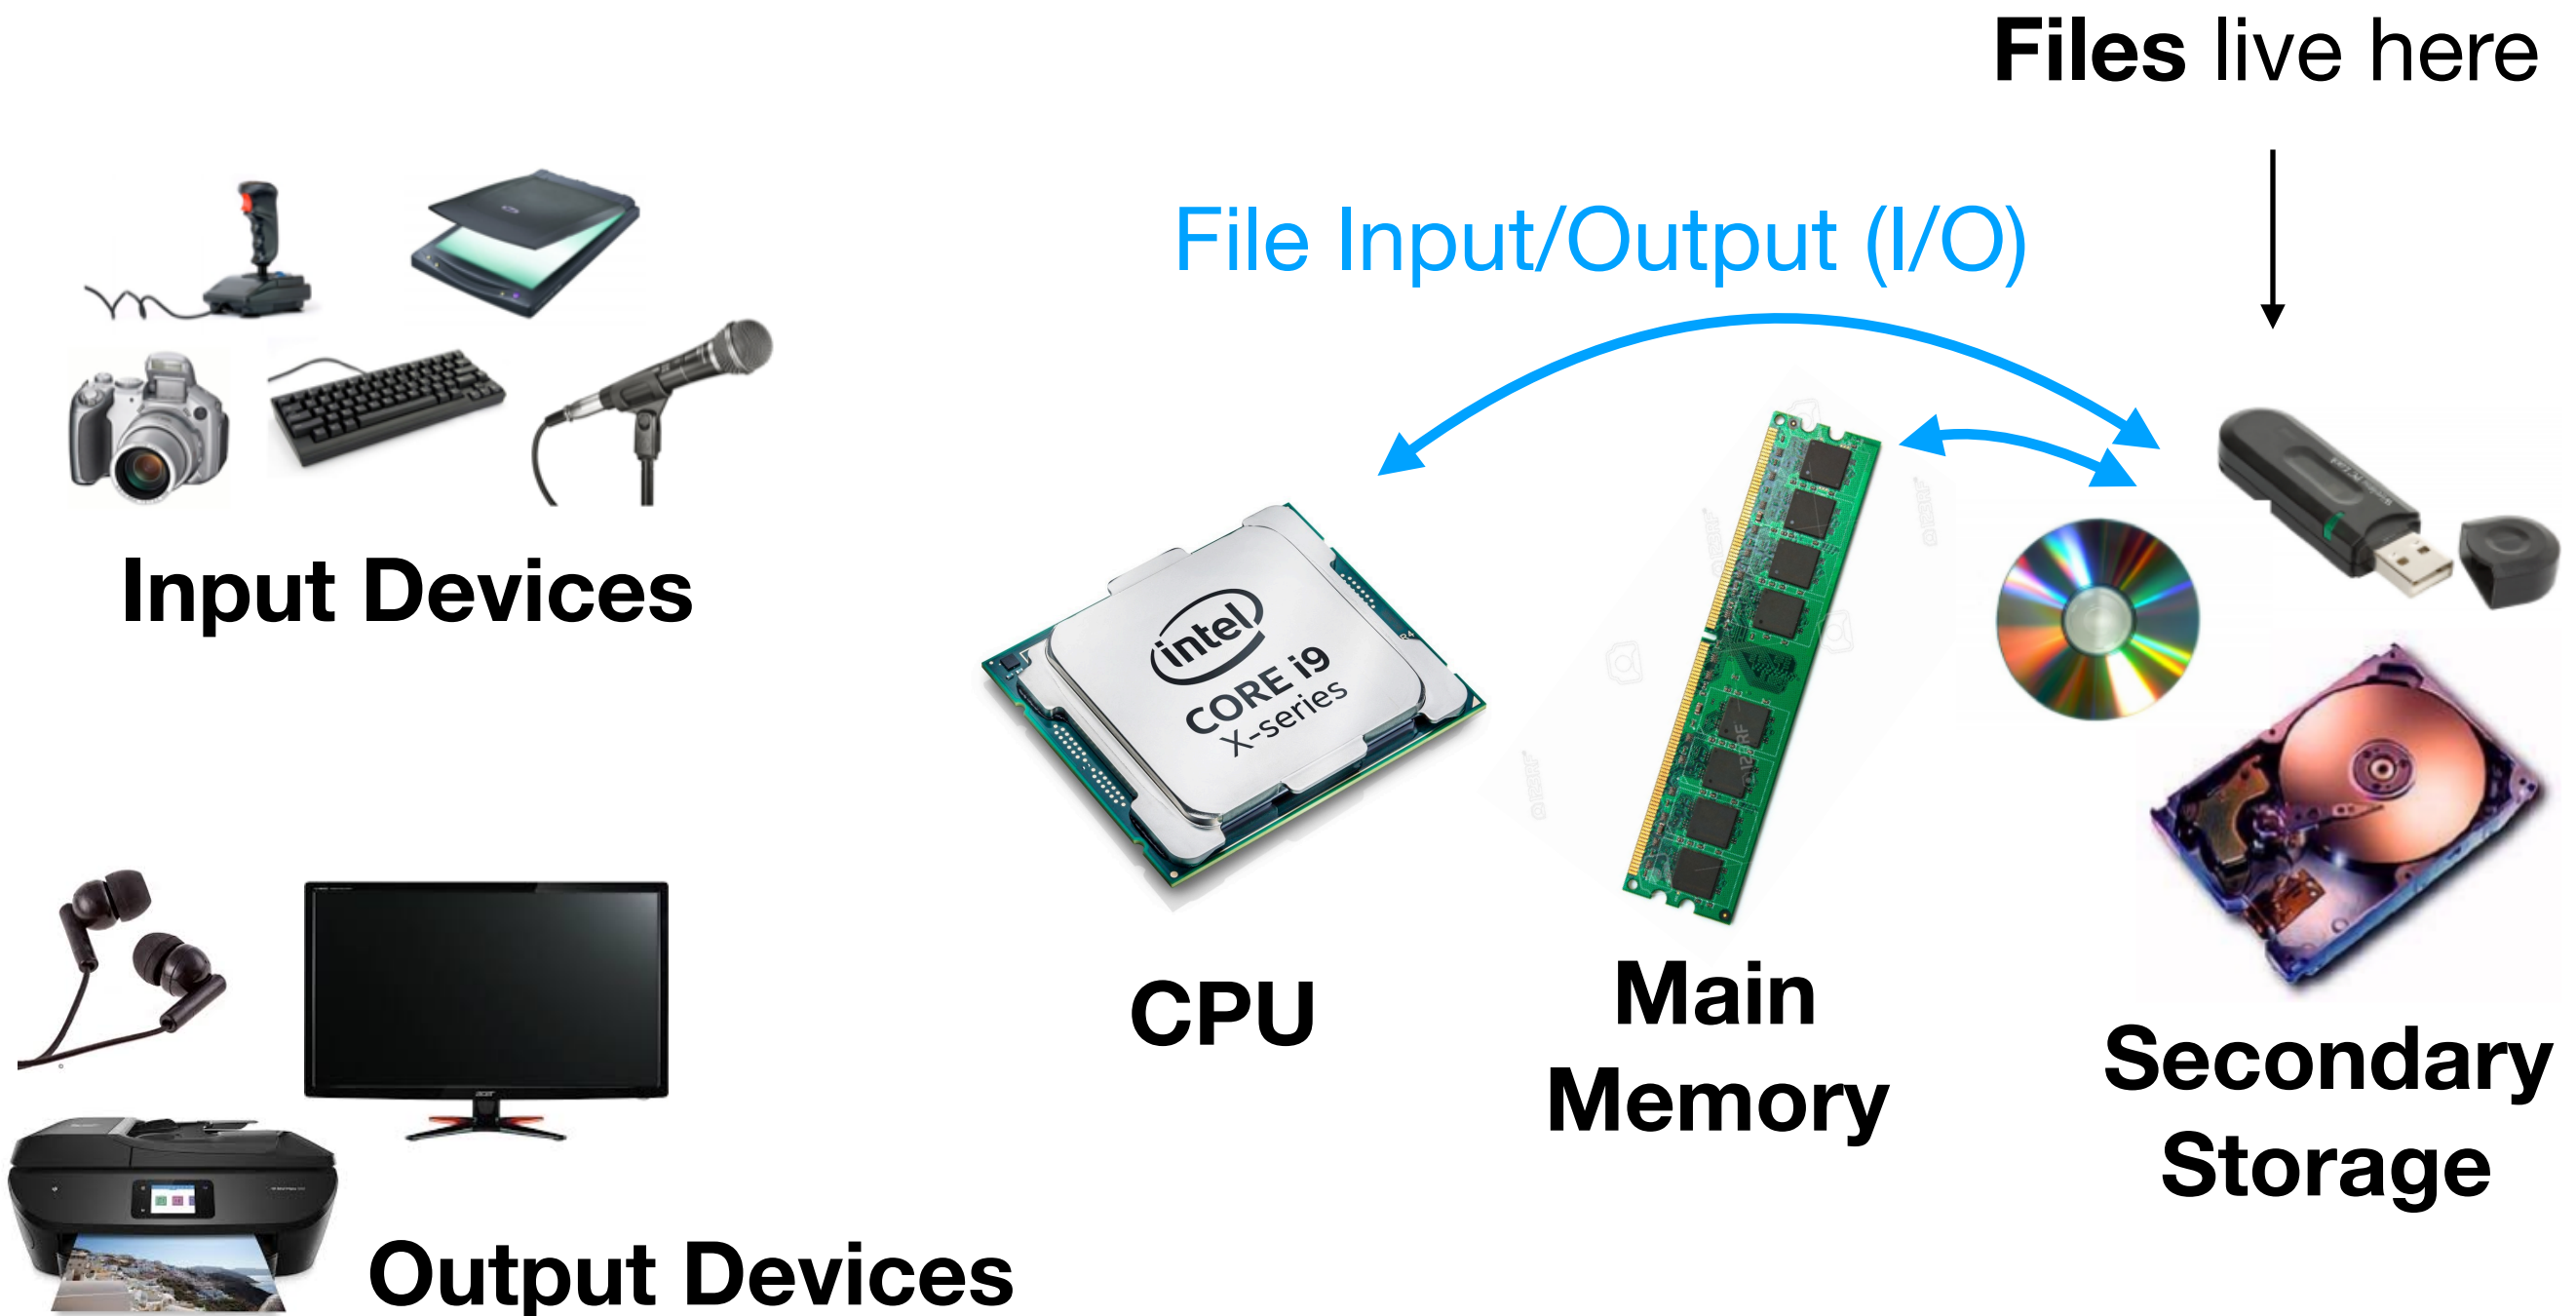 Files live here
File Input/Output (I/O)
Input Devices
intel
CORE i9
X-series
CPU
Main
Memory
Secondary
Storage
acer
Output Devices